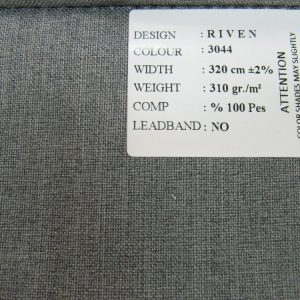 DESIGN : RIVEN
COLOUR : 3044
WIDTH : 320 cm ±2%
WEIGHT : 310 gr./m²
COMP : % 100 Pes
LEADBAND : NO
ATTENTION
COLOR SHADES MAY SLIGHTLY